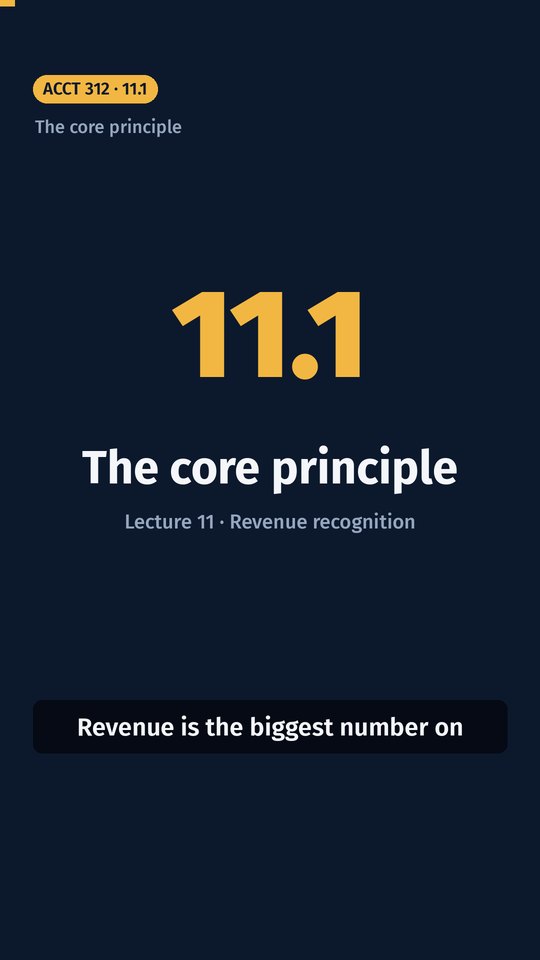 ACCT 312 · 11.1
The core principle
11.1
The core principle
Lecture 11 · Revenue recognition
Revenue is the biggest number on